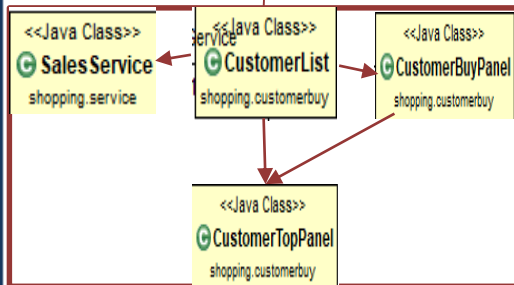 <<Java Class>>
SalesService
shopping.service
ervice
<<Java Class>>
CustomerList
shopping.customerbuy
<<Java Class>>
CustomerBuyPanel
shopping.customerbuy
<<Java Class>>
CustomerTopPanel
shopping.customerbuy